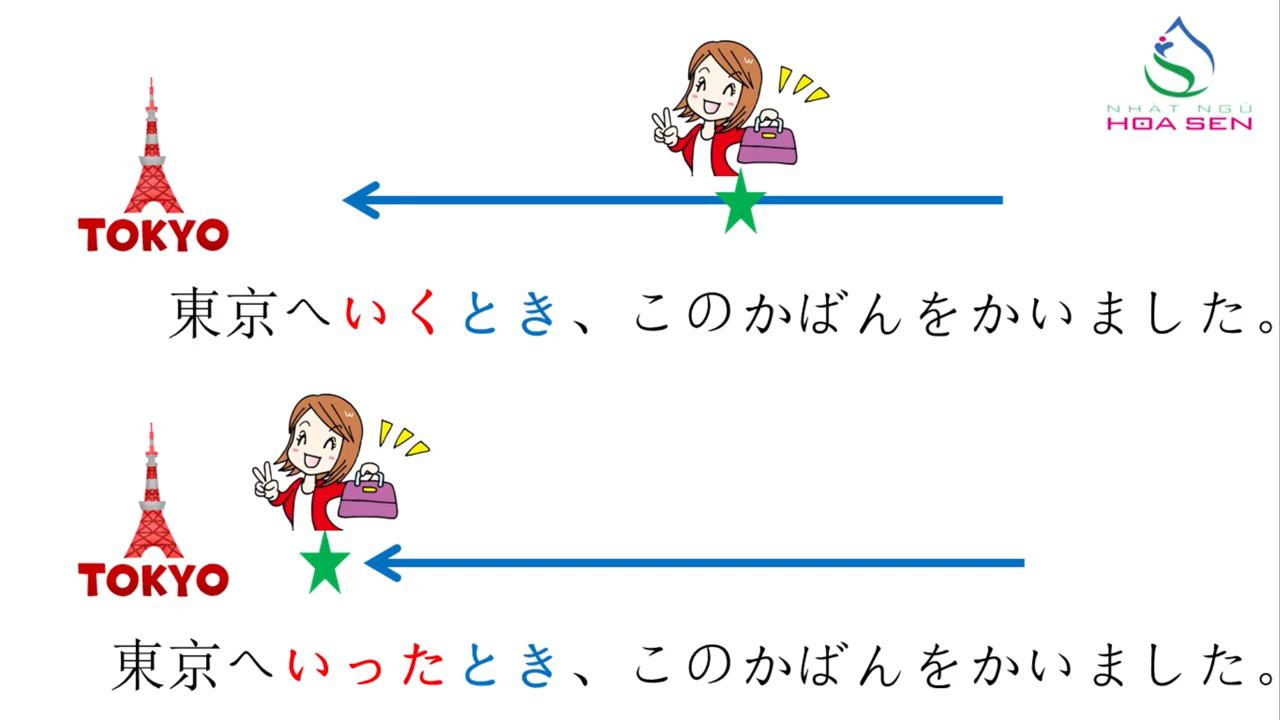 NHẬT NGỮ
HOA SEN
TOKYO
東京へいくとき、このかばんをかいました。
TOKYO
東京へいったとき、このかばんをかいました。